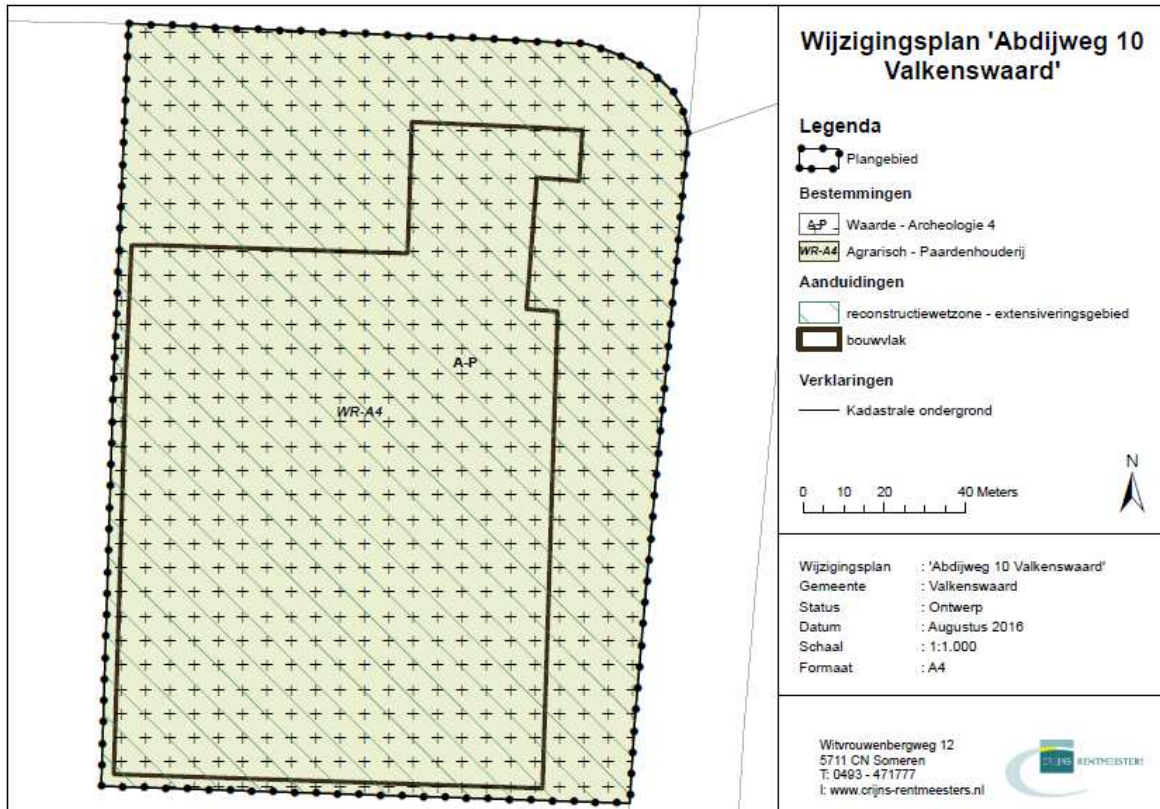 Wijzigingsplan 'Abdijweg 10
Valkenswaard'
Legenda
Plangebied
Bestemmingen
A-P Waarde - Archeologie 4
WR-A4 Agrarisch - Paardenhouderij
Aanduidingen
reconstructiewetzone - extensiveringsgebied
bouwvlak
Verklaringen
Kadastrale ondergrond
N
0 10 20 40 Meters
A-P
WR-A4
Wijzigingsplan : 'Abdijweg 10 Valkenswaard'
Gemeente : Valkenswaard
Status : Ontwerp
Datum : Augustus 2016
Schaal : 1:1.000
Formaat : A4
Witvrouwenbergweg 12
5711 CN Someren
T: 0493 - 471777
I: www.crijns-rentmeesters.nl
CRIJNS RENTMEESTERS